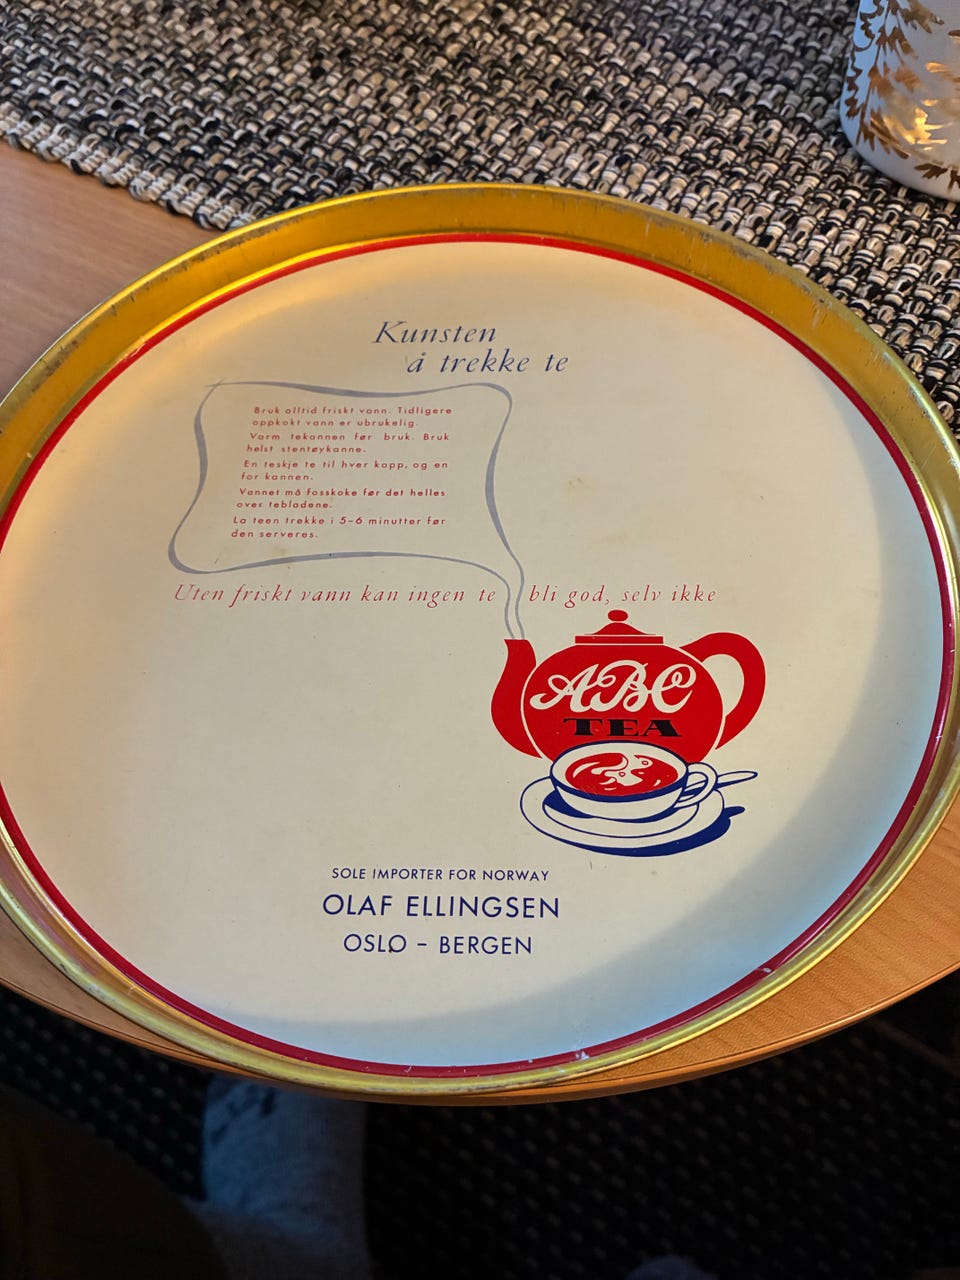 Kunsten
å trekke te
Bruk alltid friskt vann. Tidligere
oppkokt vann er ubrukelig.
Varm tekannen før bruk. Bruk
helst stentøykanne.
En teskje te til hver kopp, og en
for kannen.
Vannet må fosskoke før det helles
over tebladene.
La teen trekke i 5-6 minutter før
den serveres.
Uten friskt vann kan ingen te bli god, selv ikke
ABC
TEA
SOLE IMPORTER FOR NORWAY
OLAF ELLINGSEN
OSLO - BERGEN